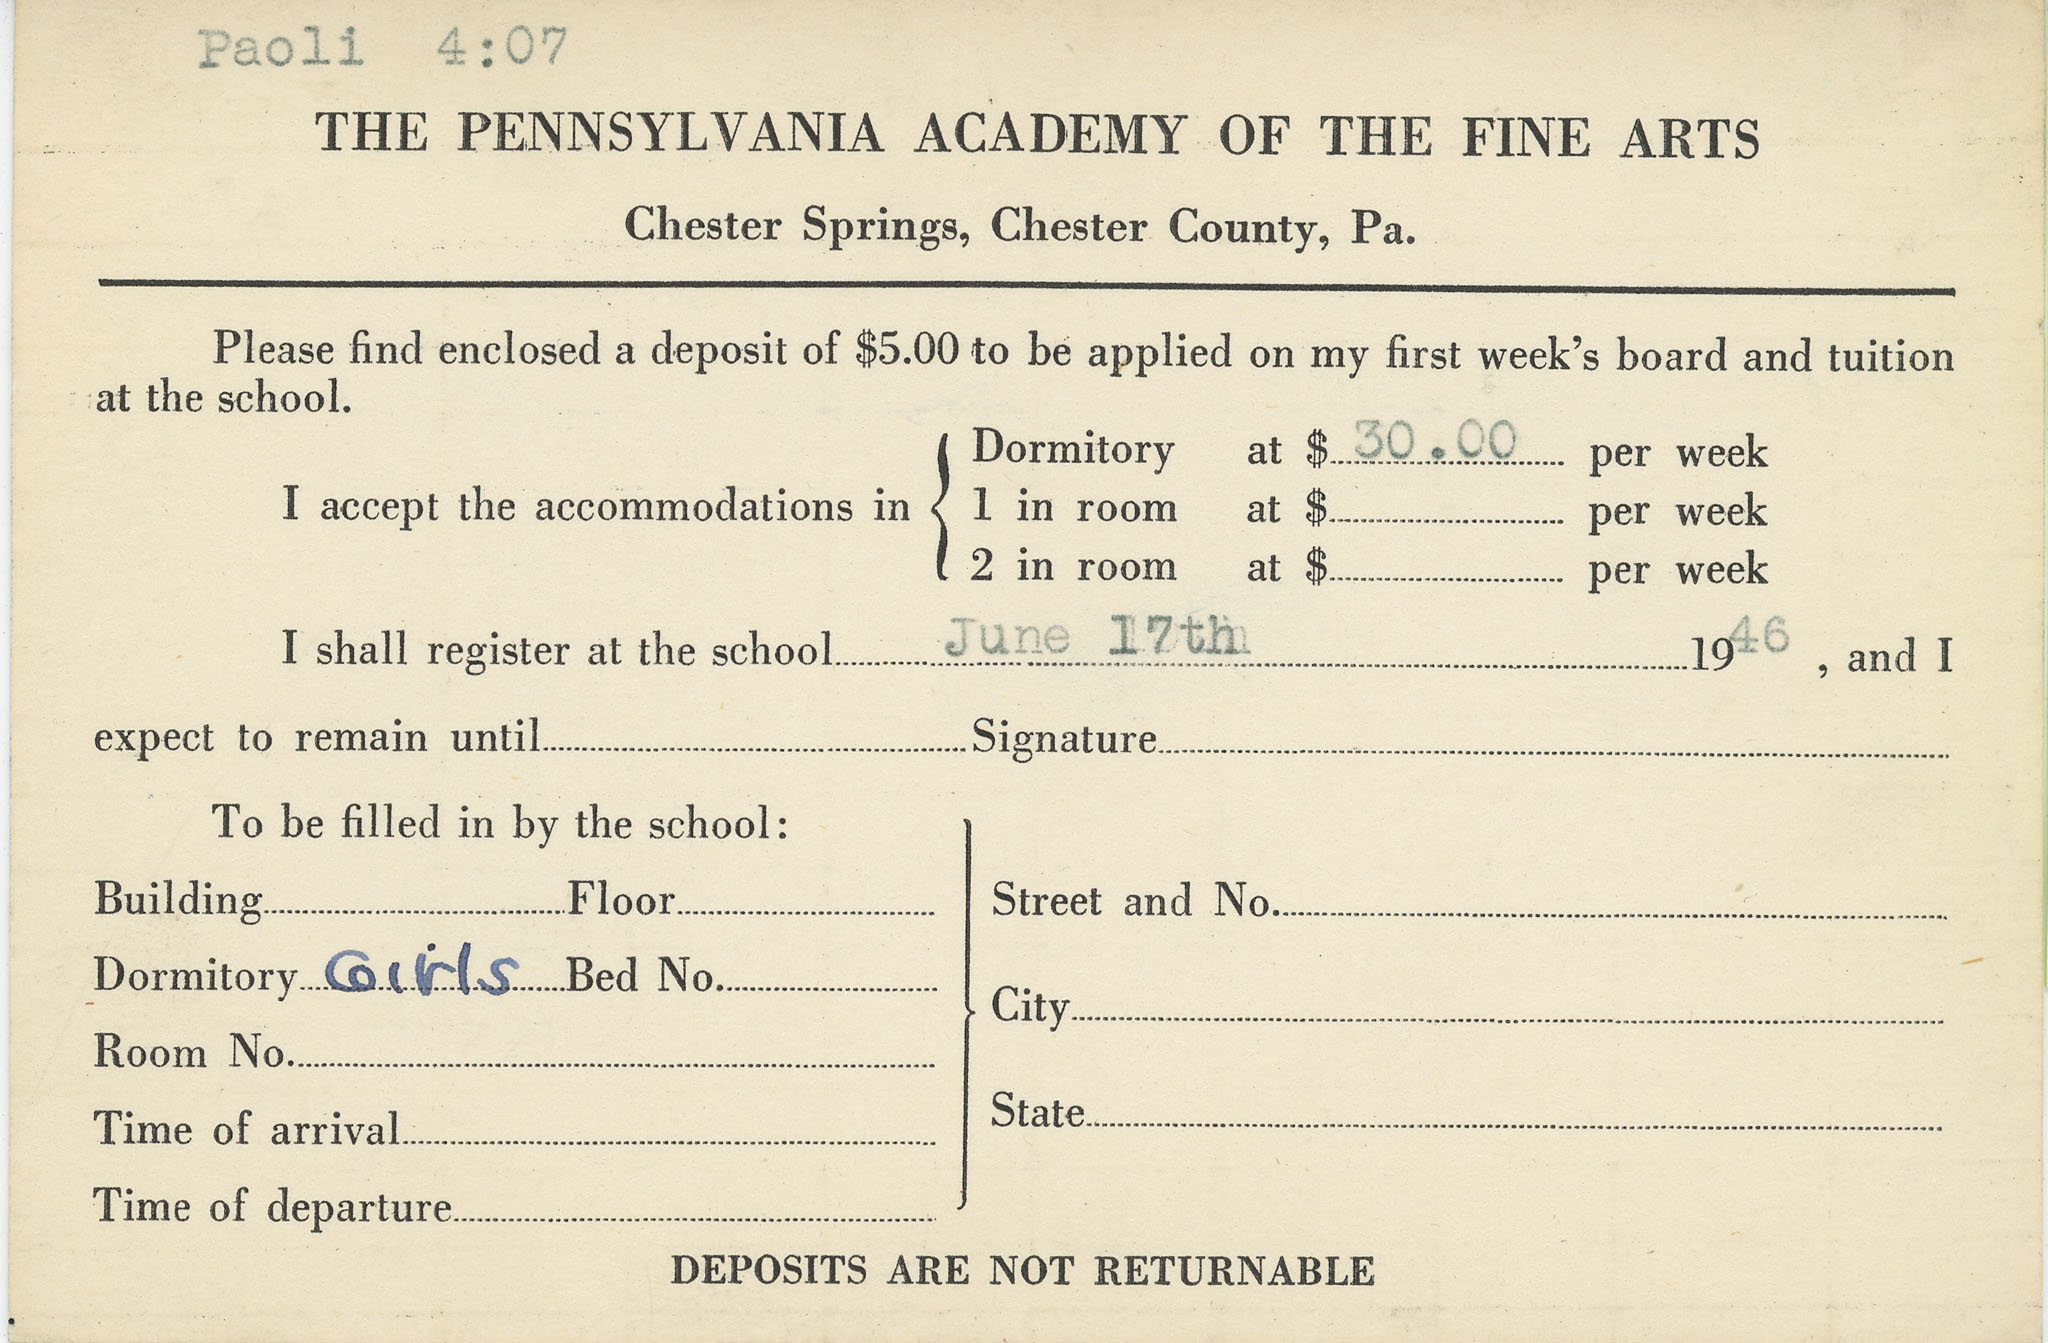 Paoli 4:07
THE PENNSYLVANIA ACADEMY OF THE FINE ARTS
Chester Springs, Chester County, Pa.
Please find enclosed a deposit of $5.00 to be applied on my first week's board and tuition
at the school.
Dormitory at $ 30.00 per week
I accept the accommodations in { 1 in room at $ per week
2 in room at $ per week
I shall register at the school June 17th 1946 , and I
expect to remain until Signature
To be filled in by the school:
Building Floor
Dormitory Girls Bed No.
Room No.
Time of arrival
Time of departure
Street and No.
City
State
DEPOSITS ARE NOT RETURNABLE